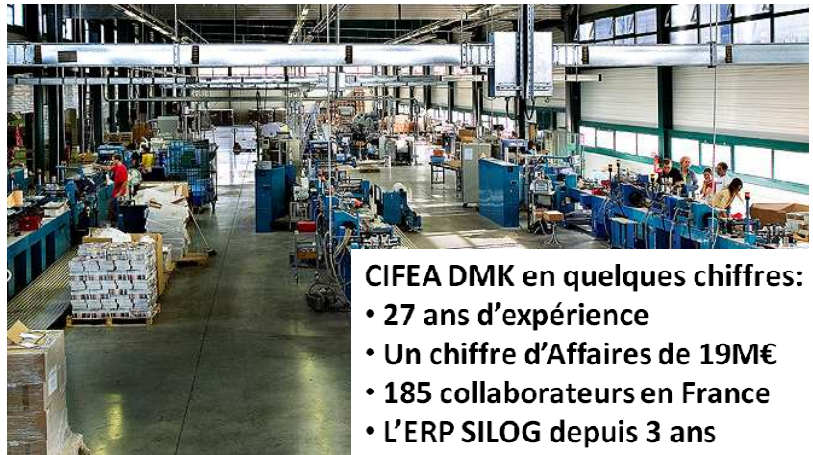 CIFEA DMK en quelques chiffres:
• 27 ans d’expérience
• Un chiffre d’Affaires de 19M€
• 185 collaborateurs en France
• L’ERP SILOG depuis 3 ans